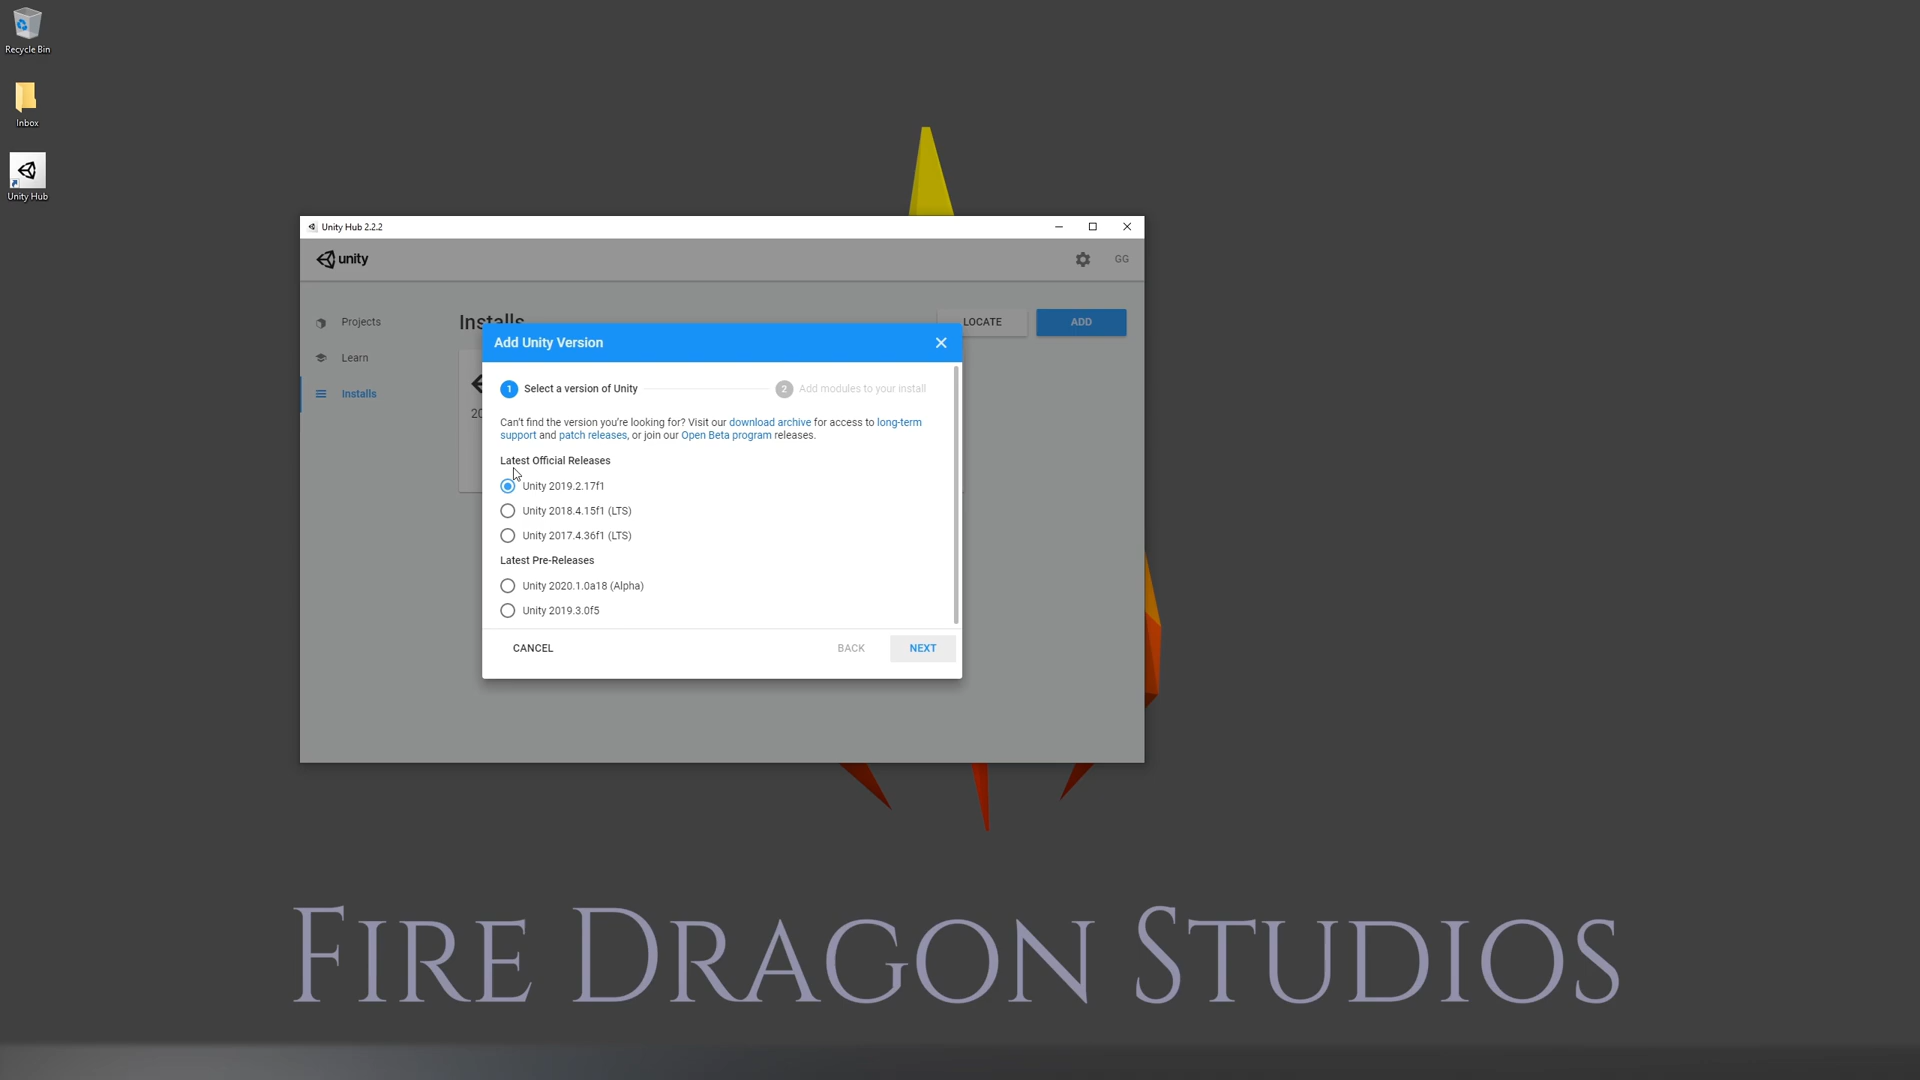 Recycle Bin
Inbox
Unity Hub
Unity Hub 2.2.2
unity
GG
Projects
Learn
Installs
Installs
LOCATE
ADD
20
Add Unity Version
1 Select a version of Unity
2 Add modules to your install
Can't find the version you're looking for? Visit our download archive for access to long-term
support and patch releases, or join our Open Beta program releases.
Latest Official Releases
Unity 2019.2.17f1
Unity 2018.4.15f1 (LTS)
Unity 2017.4.36f1 (LTS)
Latest Pre-Releases
Unity 2020.1.0a18 (Alpha)
Unity 2019.3.0f5
CANCEL
BACK
NEXT
FIRE DRAGON STUDIOS